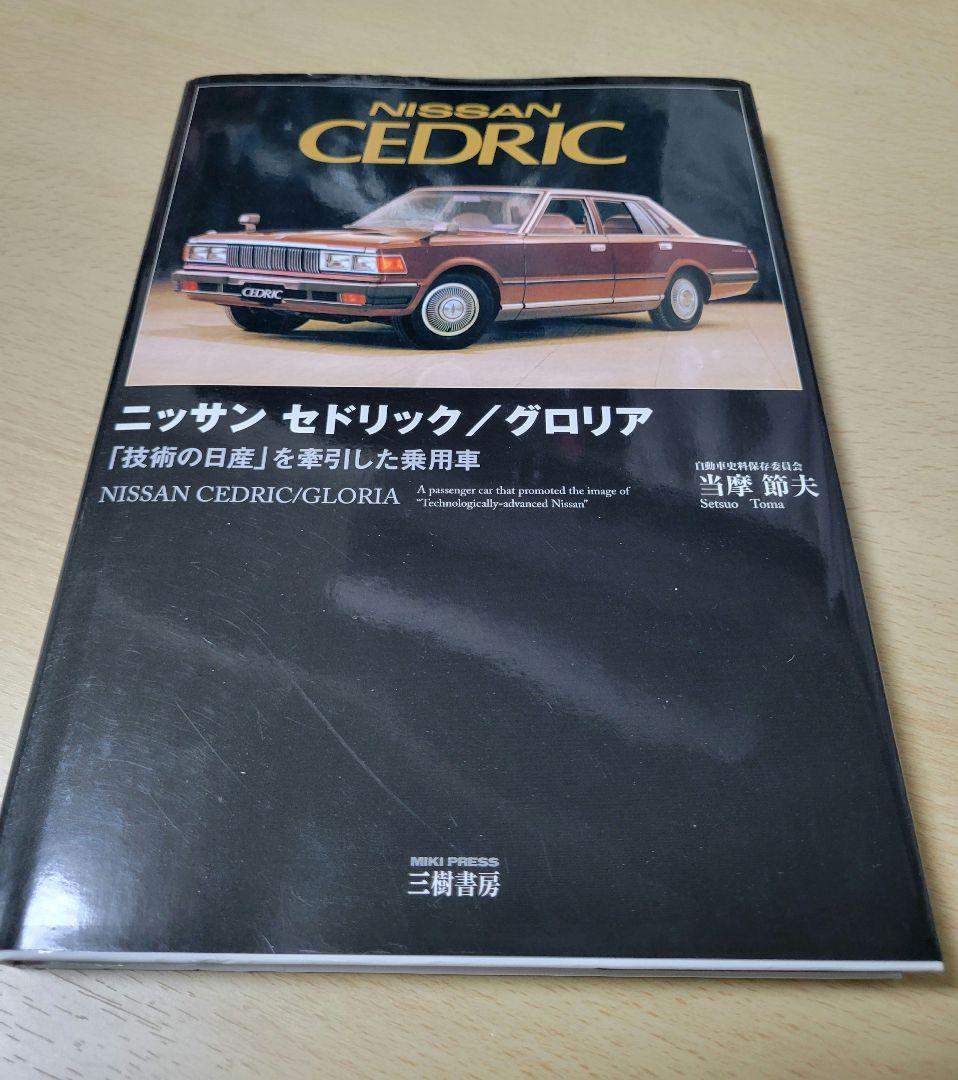 NISSAN
CEDRIC
CEDRIC
ニッサン セドリック／グロリア
「技術の日産」を牽引した乗用車
NISSAN CEDRIC/GLORIA
A passenger car that promoted the image of
"Technologically-advanced Nissan"
自動車史料保存委員会
当摩 節夫
Setsuo Toma
MIKI PRESS
三樹書房